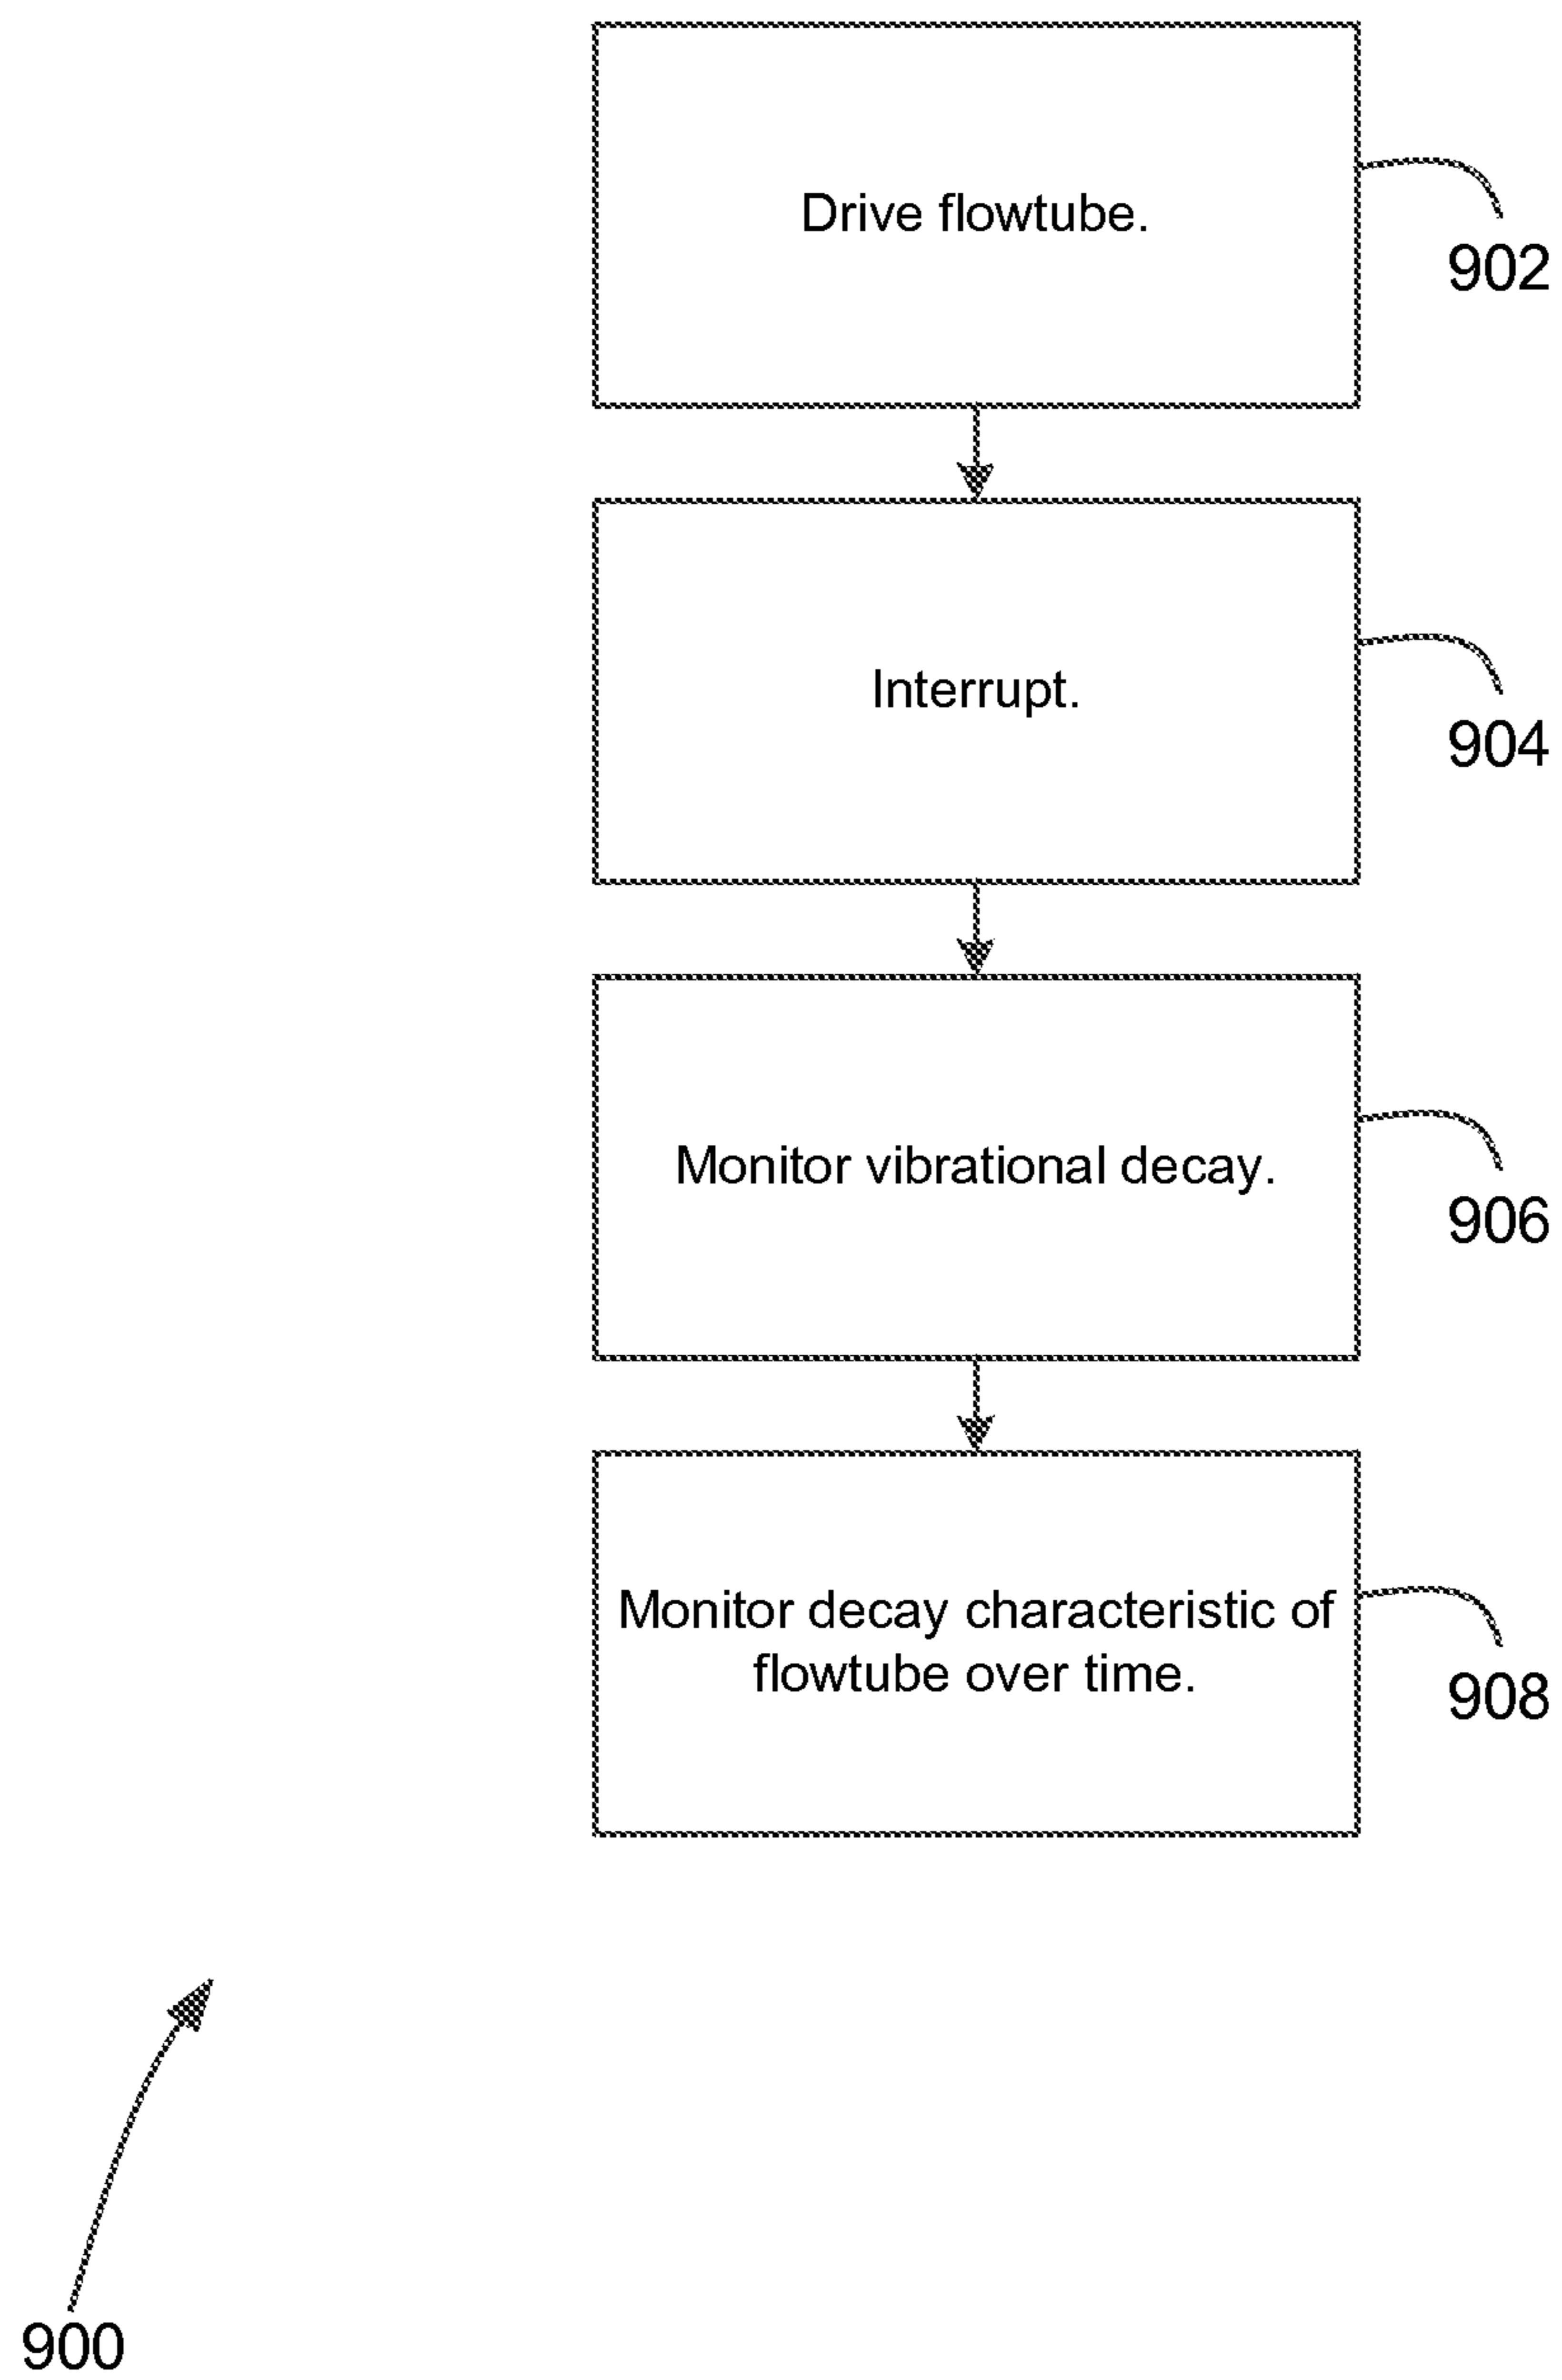 Drive flowtube.
902
Interrupt.
904
Monitor vibrational decay.
906
Monitor decay characteristic of
flowtube over time.
908
900